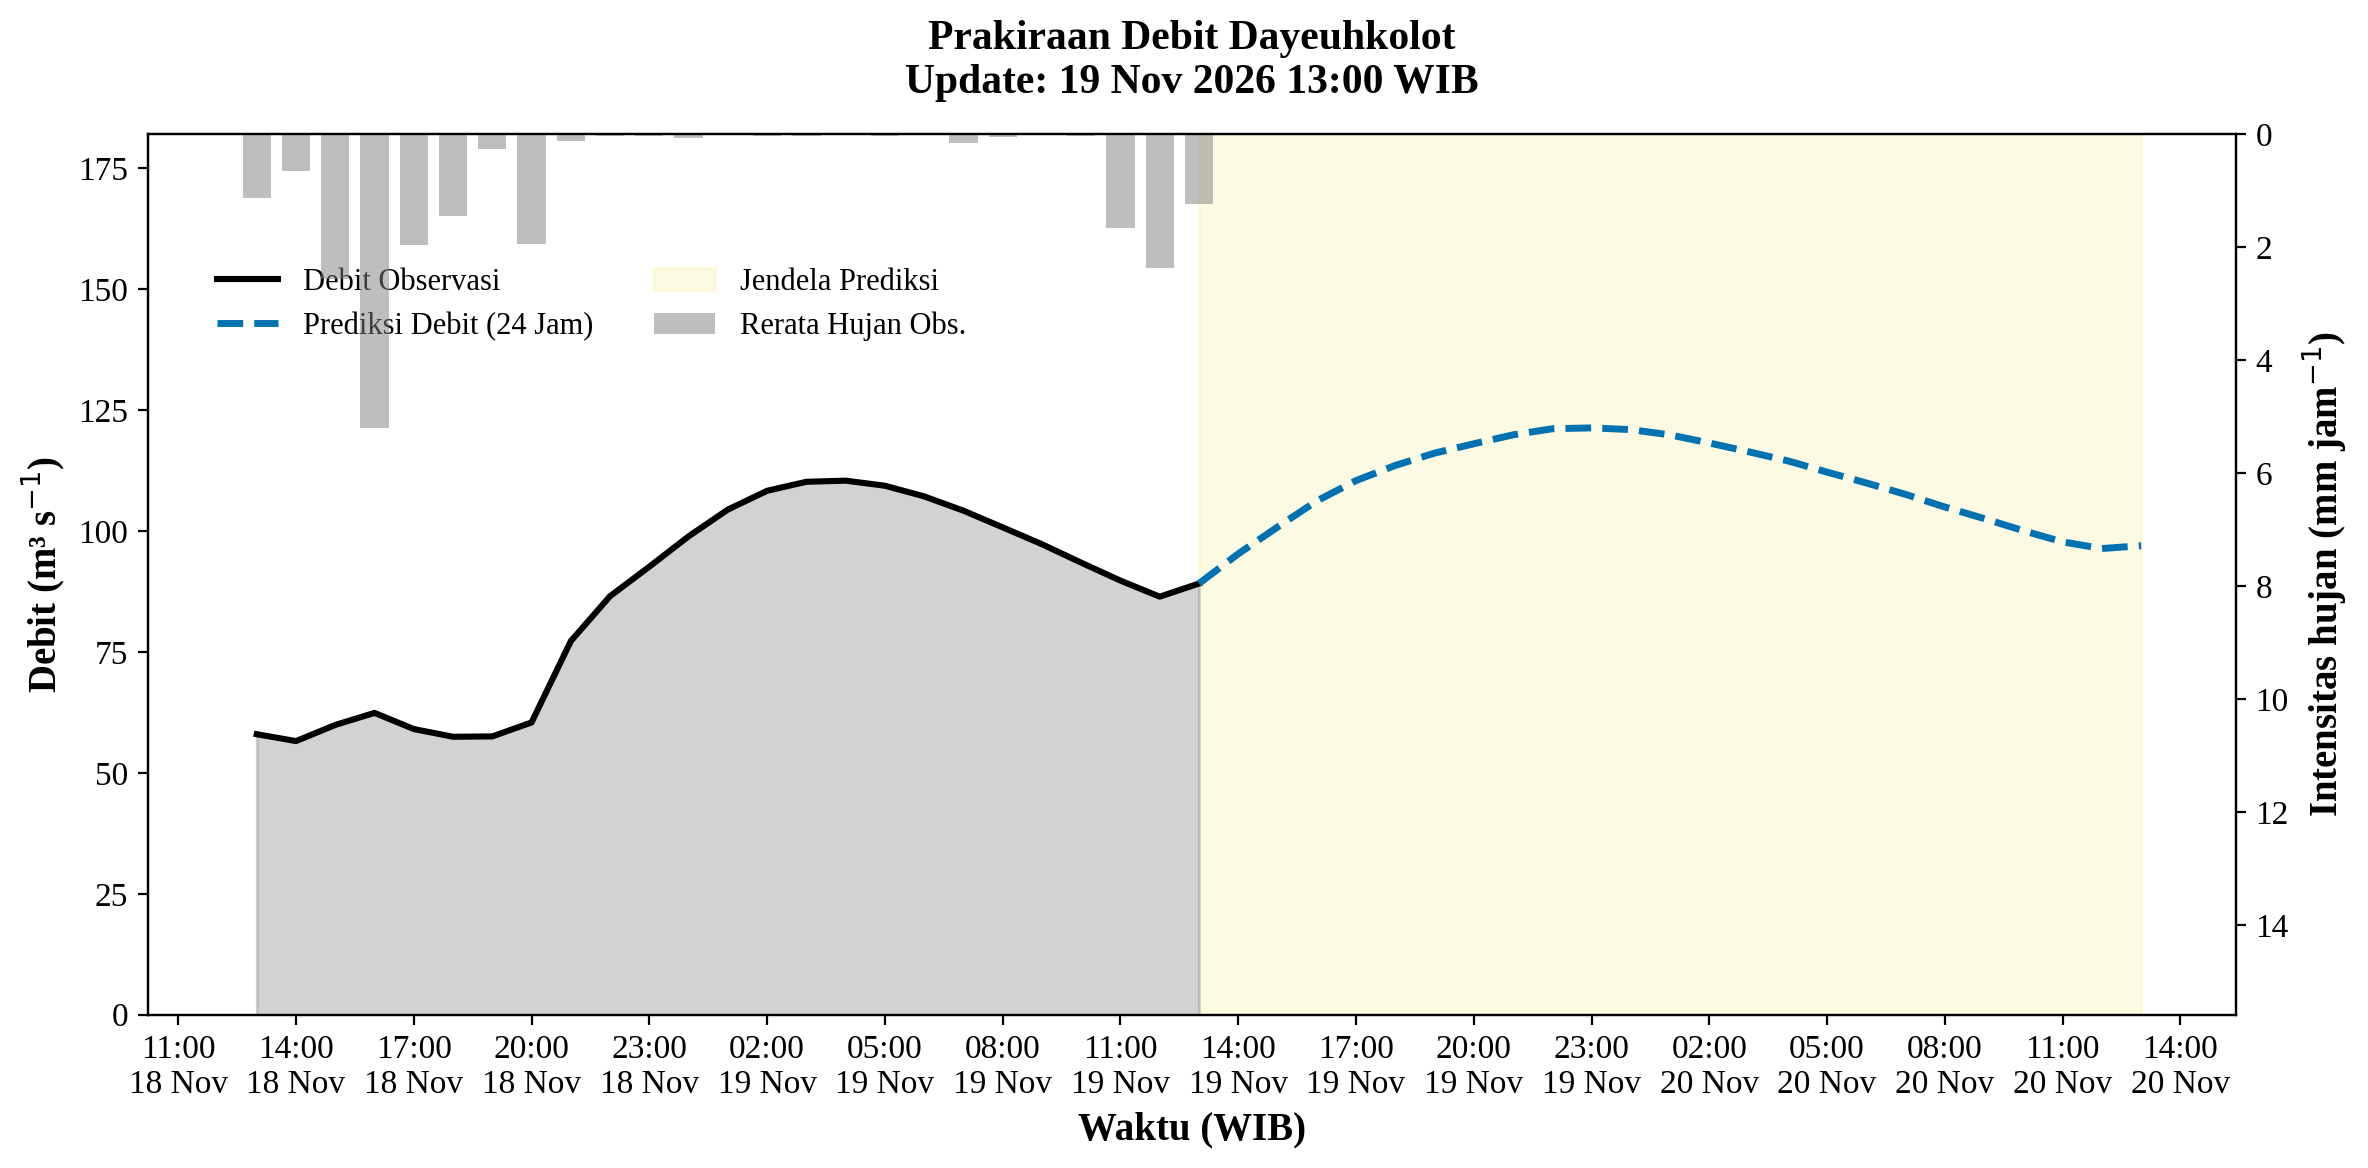 Prakiraan Debit Dayeuhkolot
Update: 19 Nov 2026 13:00 WIB
Debit (m³ s⁻¹)
175
150
125
100
75
50
25
0
Debit Observasi
Prediksi Debit (24 Jam)
Jendela Prediksi
Rerata Hujan Obs.
0
2
4
6
8
10
12
14
Intensitas hujan (mm jam⁻¹)
11:00 14:00 17:00 20:00 23:00 02:00 05:00 08:00 11:00 14:00 17:00 20:00 23:00 02:00 05:00 08:00 11:00 14:00
18 Nov 18 Nov 18 Nov 18 Nov 18 Nov 19 Nov 19 Nov 19 Nov 19 Nov 19 Nov 19 Nov 19 Nov 19 Nov 20 Nov 20 Nov 20 Nov 20 Nov 20 Nov
Waktu (WIB)